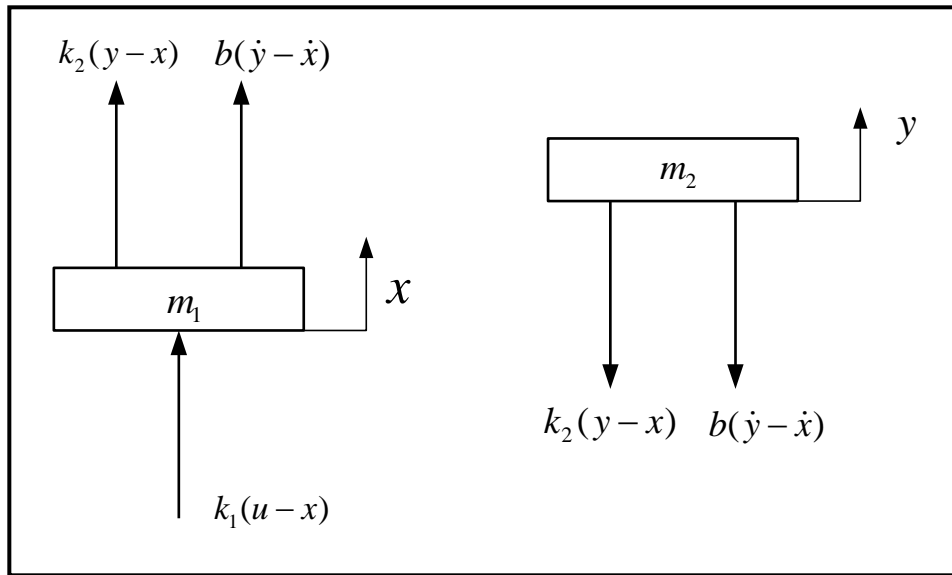 k₂(y − x) b(ẏ − ẋ)
y
m₂
x
m₁
k₂(y − x) b(ẏ − ẋ)
k₁(u − x)